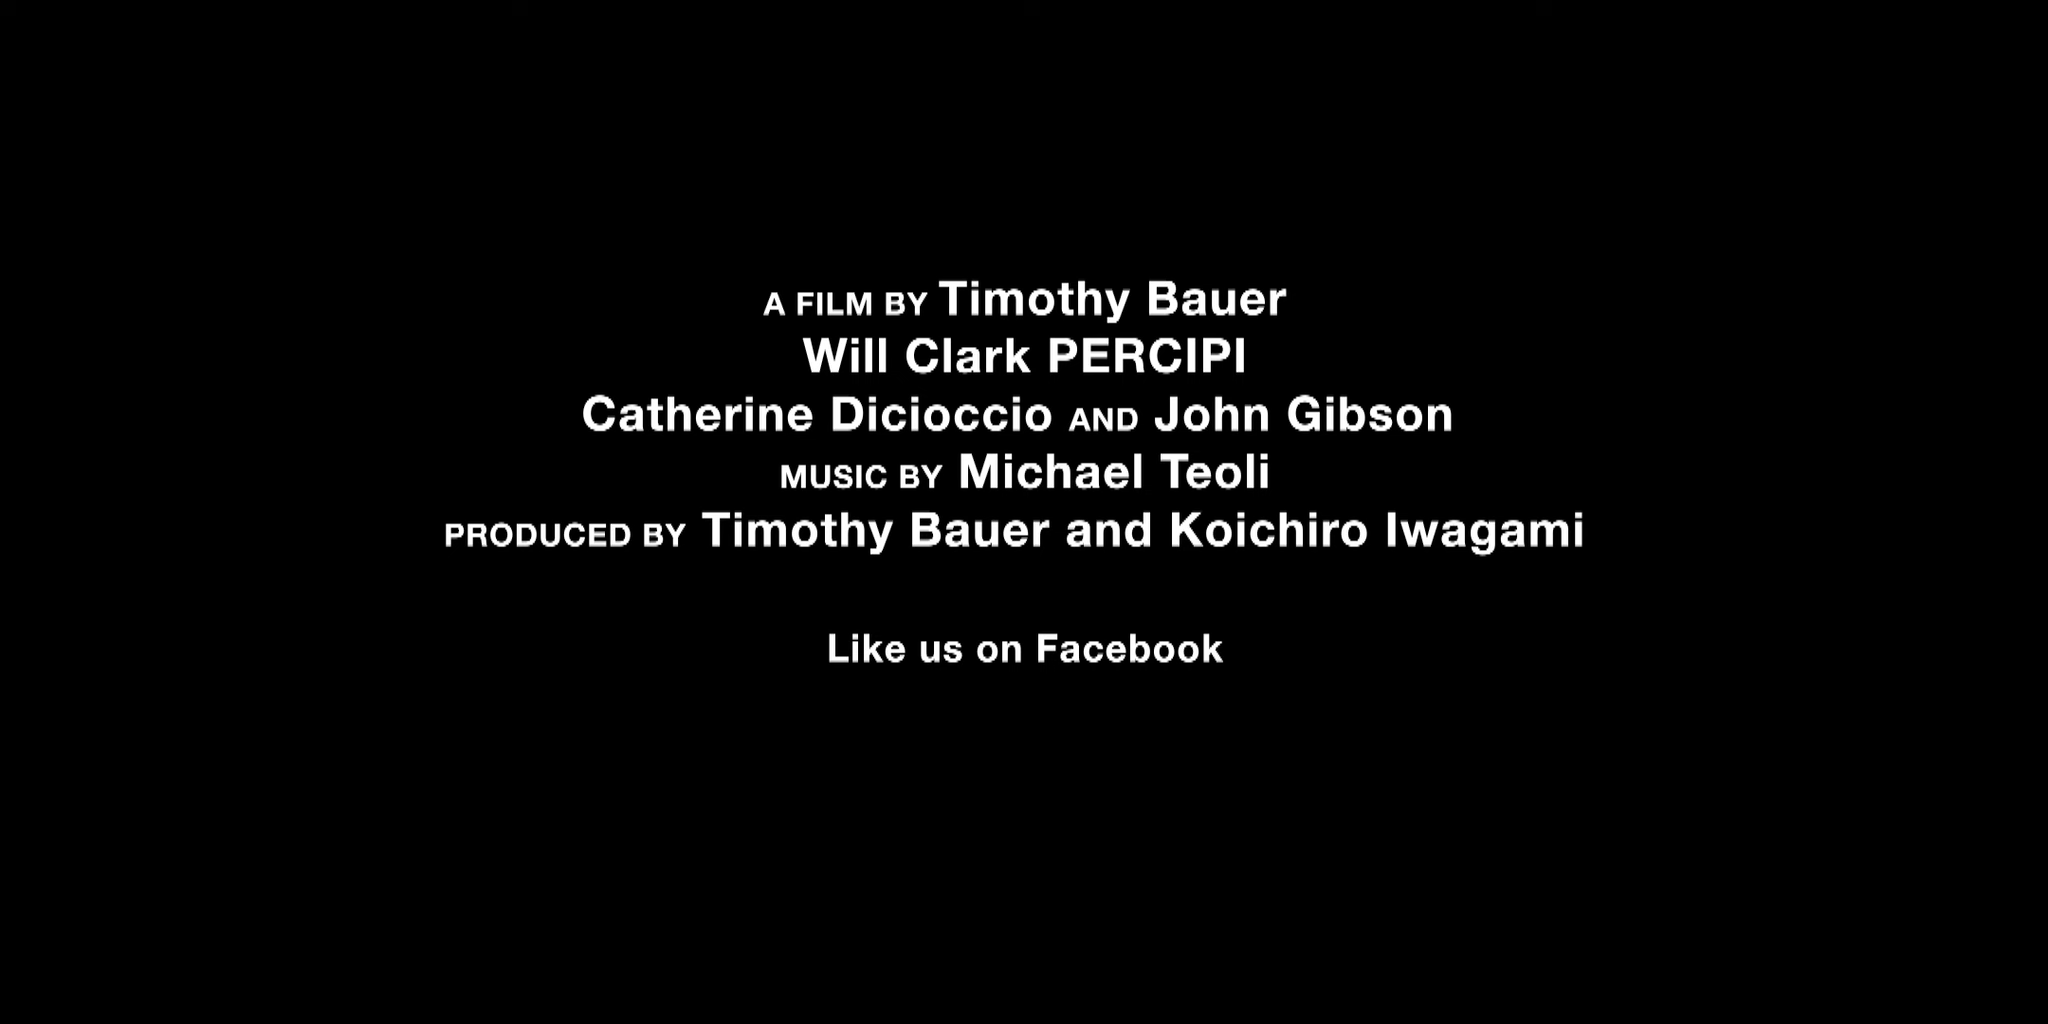 A FILM BY Timothy Bauer
Will Clark PERCIPI
Catherine Dicioccio AND John Gibson
MUSIC BY Michael Teoli
PRODUCED BY Timothy Bauer and Koichiro Iwagami
Like us on Facebook